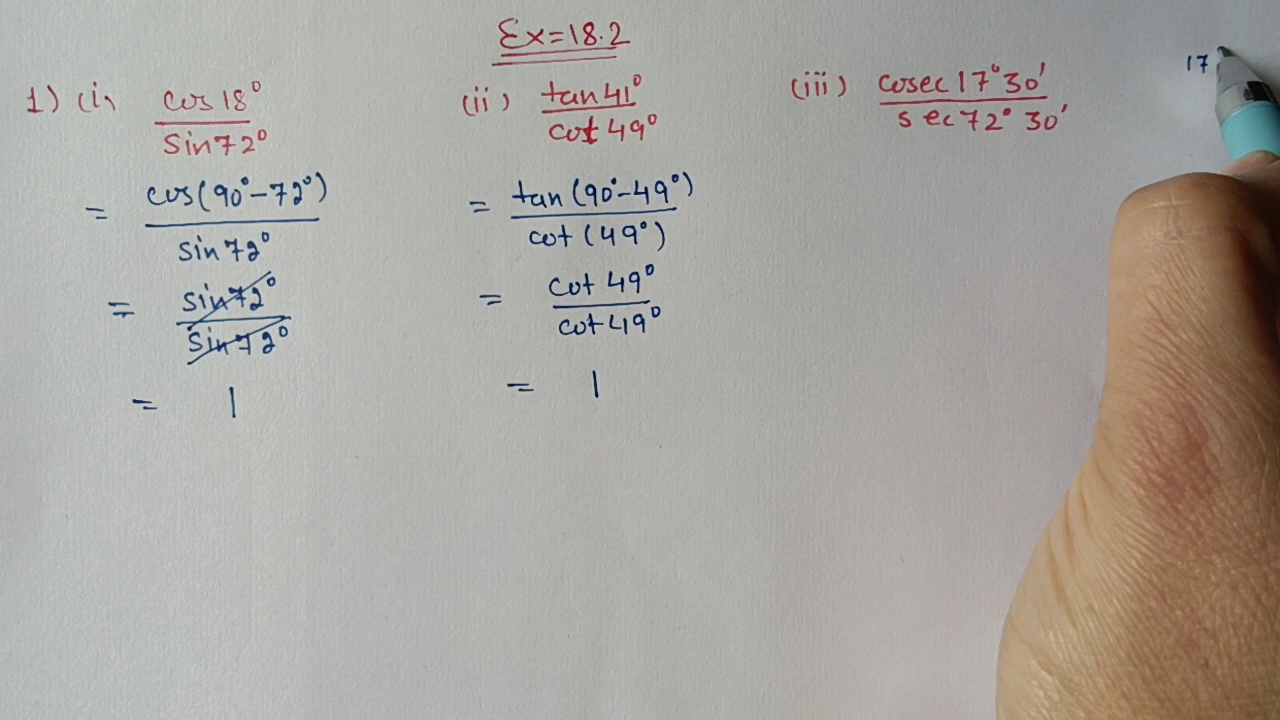 Ex=18.2
1) (i) cos 18°
sin 72°
= cos(90°-72°)
sin 72°
= sin 72°
sin 72°
= 1
(ii) tan 41°
cot 49°
= tan (90°-49°)
cot (49°)
= cot 49°
cot 49°
= 1
(iii) cosec 17° 30'
sec 72° 30'
17